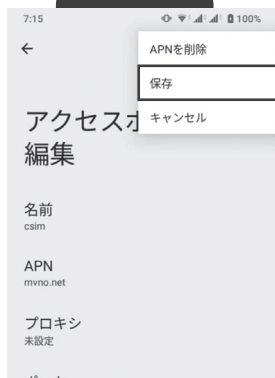 7:15
100%
APNを削除
保存
キャンセル
アクセスポ
編集
名前
csim
APN
mvno.net
プロキシ
未設定